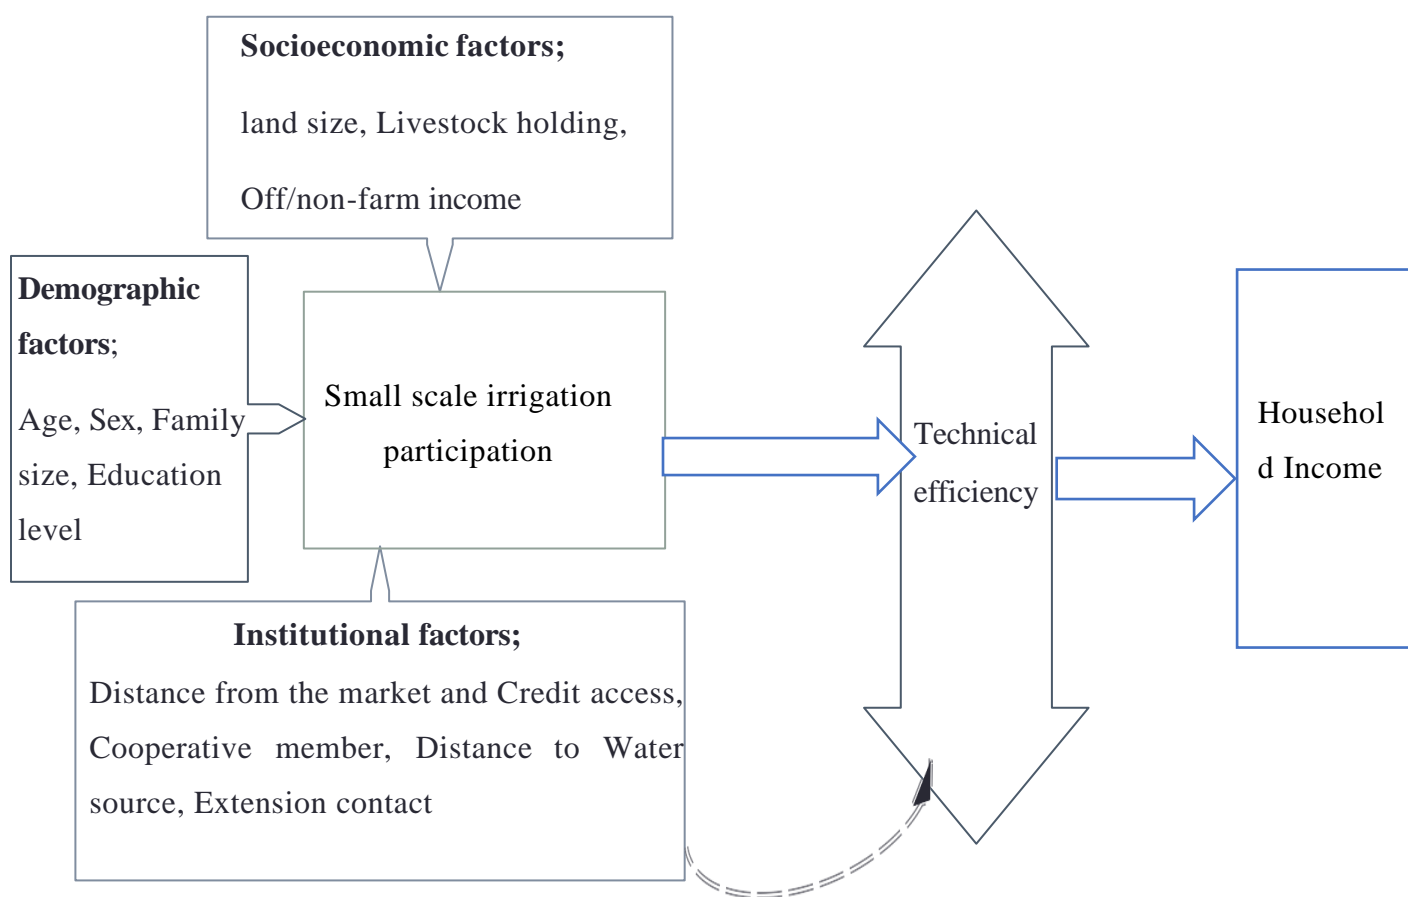 Socioeconomic factors;
land size, Livestock holding,
Off/non-farm income
Demographic
factors;
Age, Sex, Family
size, Education
level
Small scale irrigation
participation
Technical
efficiency
Househol
d Income
Institutional factors;
Distance from the market and Credit access,
Cooperative member, Distance to Water
source, Extension contact